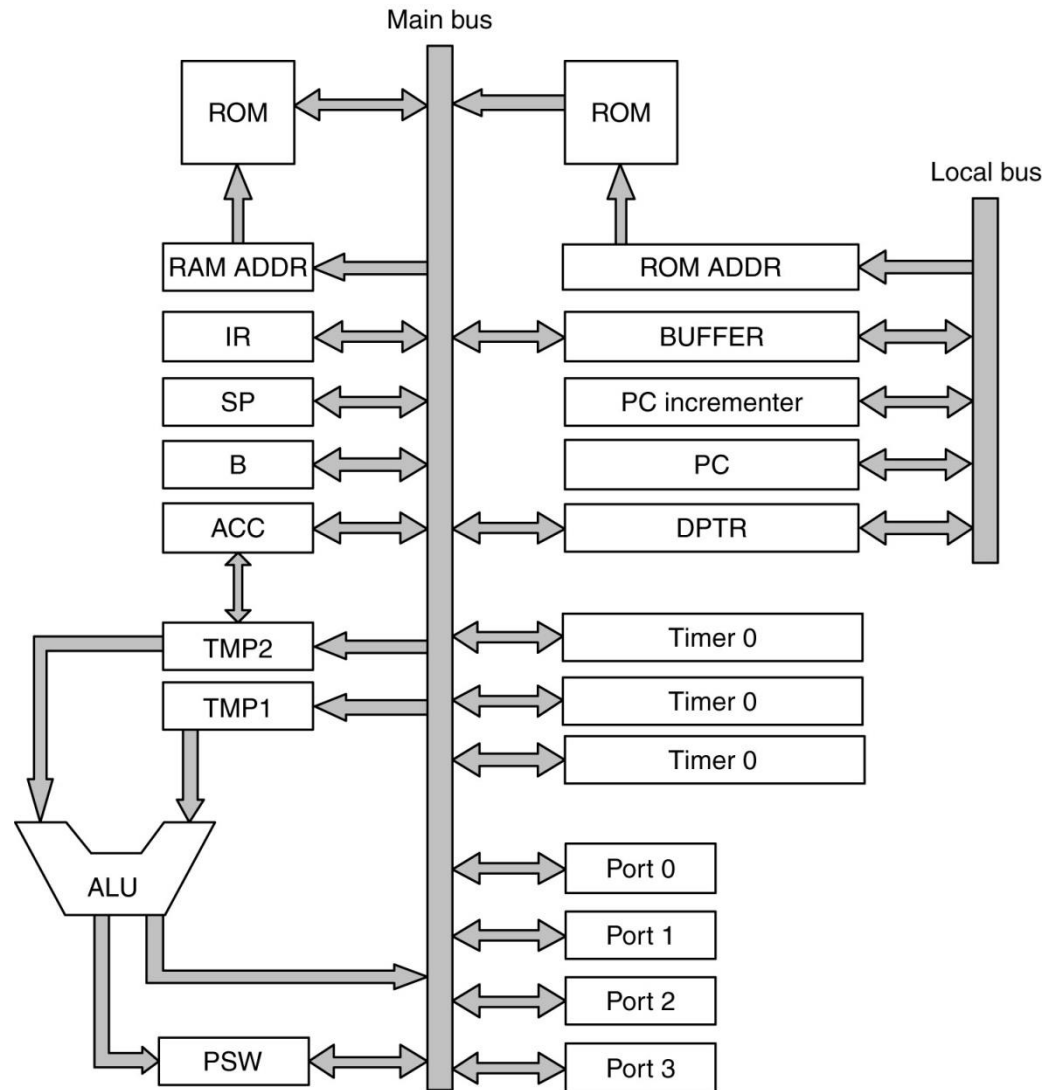 Main bus
ROM
ROM
Local bus
RAM ADDR
ROM ADDR
IR
BUFFER
SP
PC incrementer
B
PC
ACC
DPTR
TMP2
Timer 0
TMP1
Timer 0
Timer 0
ALU
Port 0
Port 1
Port 2
PSW
Port 3